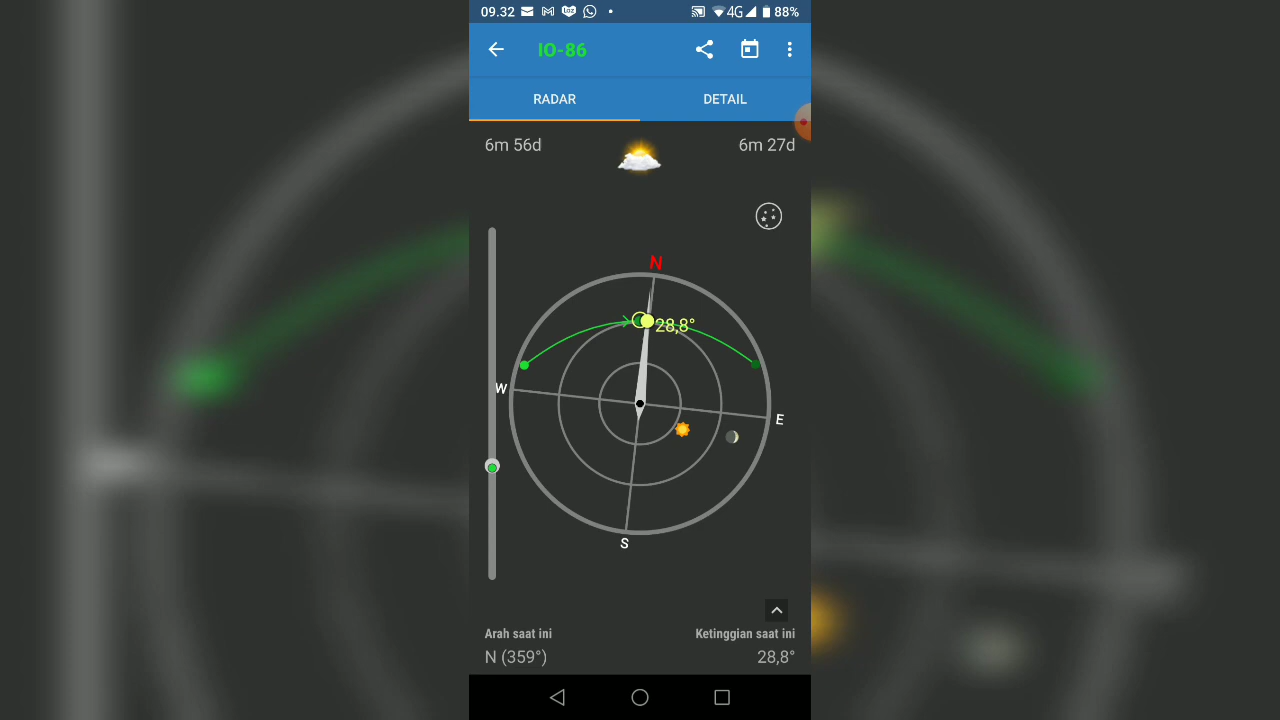 09.32 4G 88%
IO-86
RADAR DETAIL
6m 56d 6m 27d
N
28,8°
W
E
S
Arah saat ini Ketinggian saat ini
N (359°) 28,8°